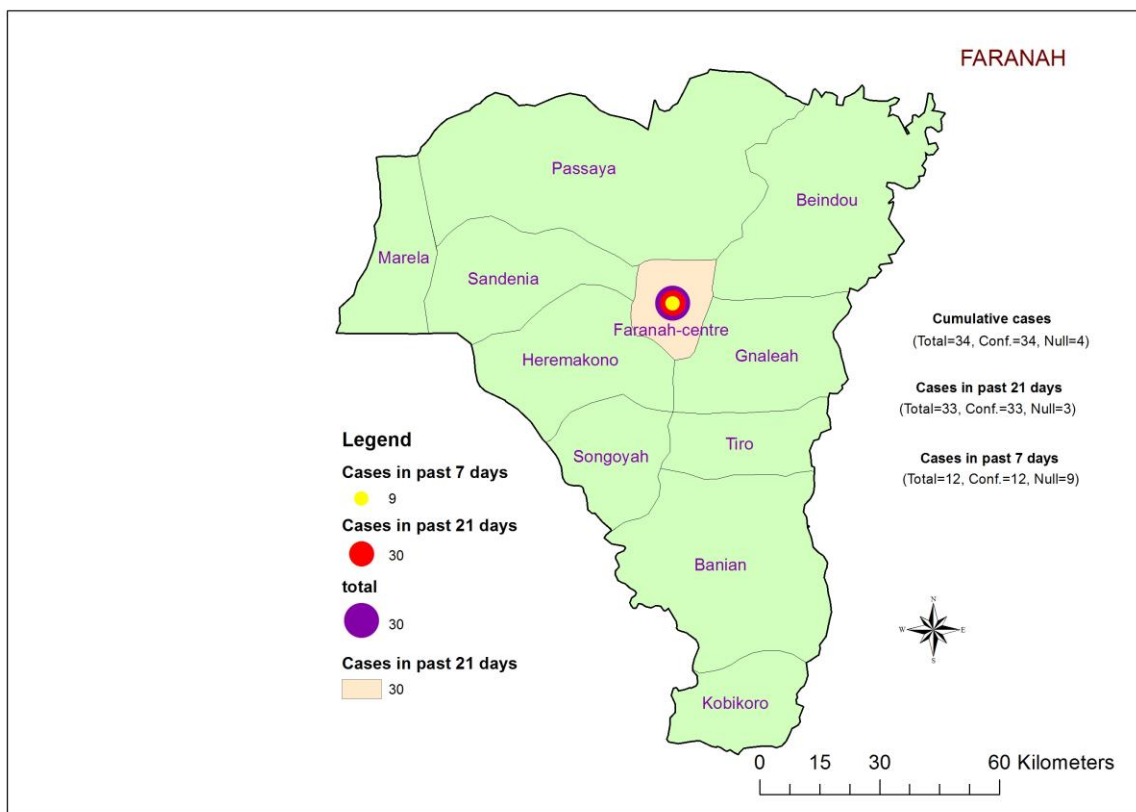 FARANAH
Passaya
Beindou
Marela
Sandenia
Faranah-centre
Heremakono
Gnaleah
Songoyah
Tiro
Banian
Kobikoro
Cumulative cases
(Total=34, Conf.=34, Null=4)
Cases in past 21 days
(Total=33, Conf.=33, Null=3)
Cases in past 7 days
(Total=12, Conf.=12, Null=9)
Legend
Cases in past 7 days
9
Cases in past 21 days
30
total
30
Cases in past 21 days
30
N
W E
S
0 15 30 60 Kilometers